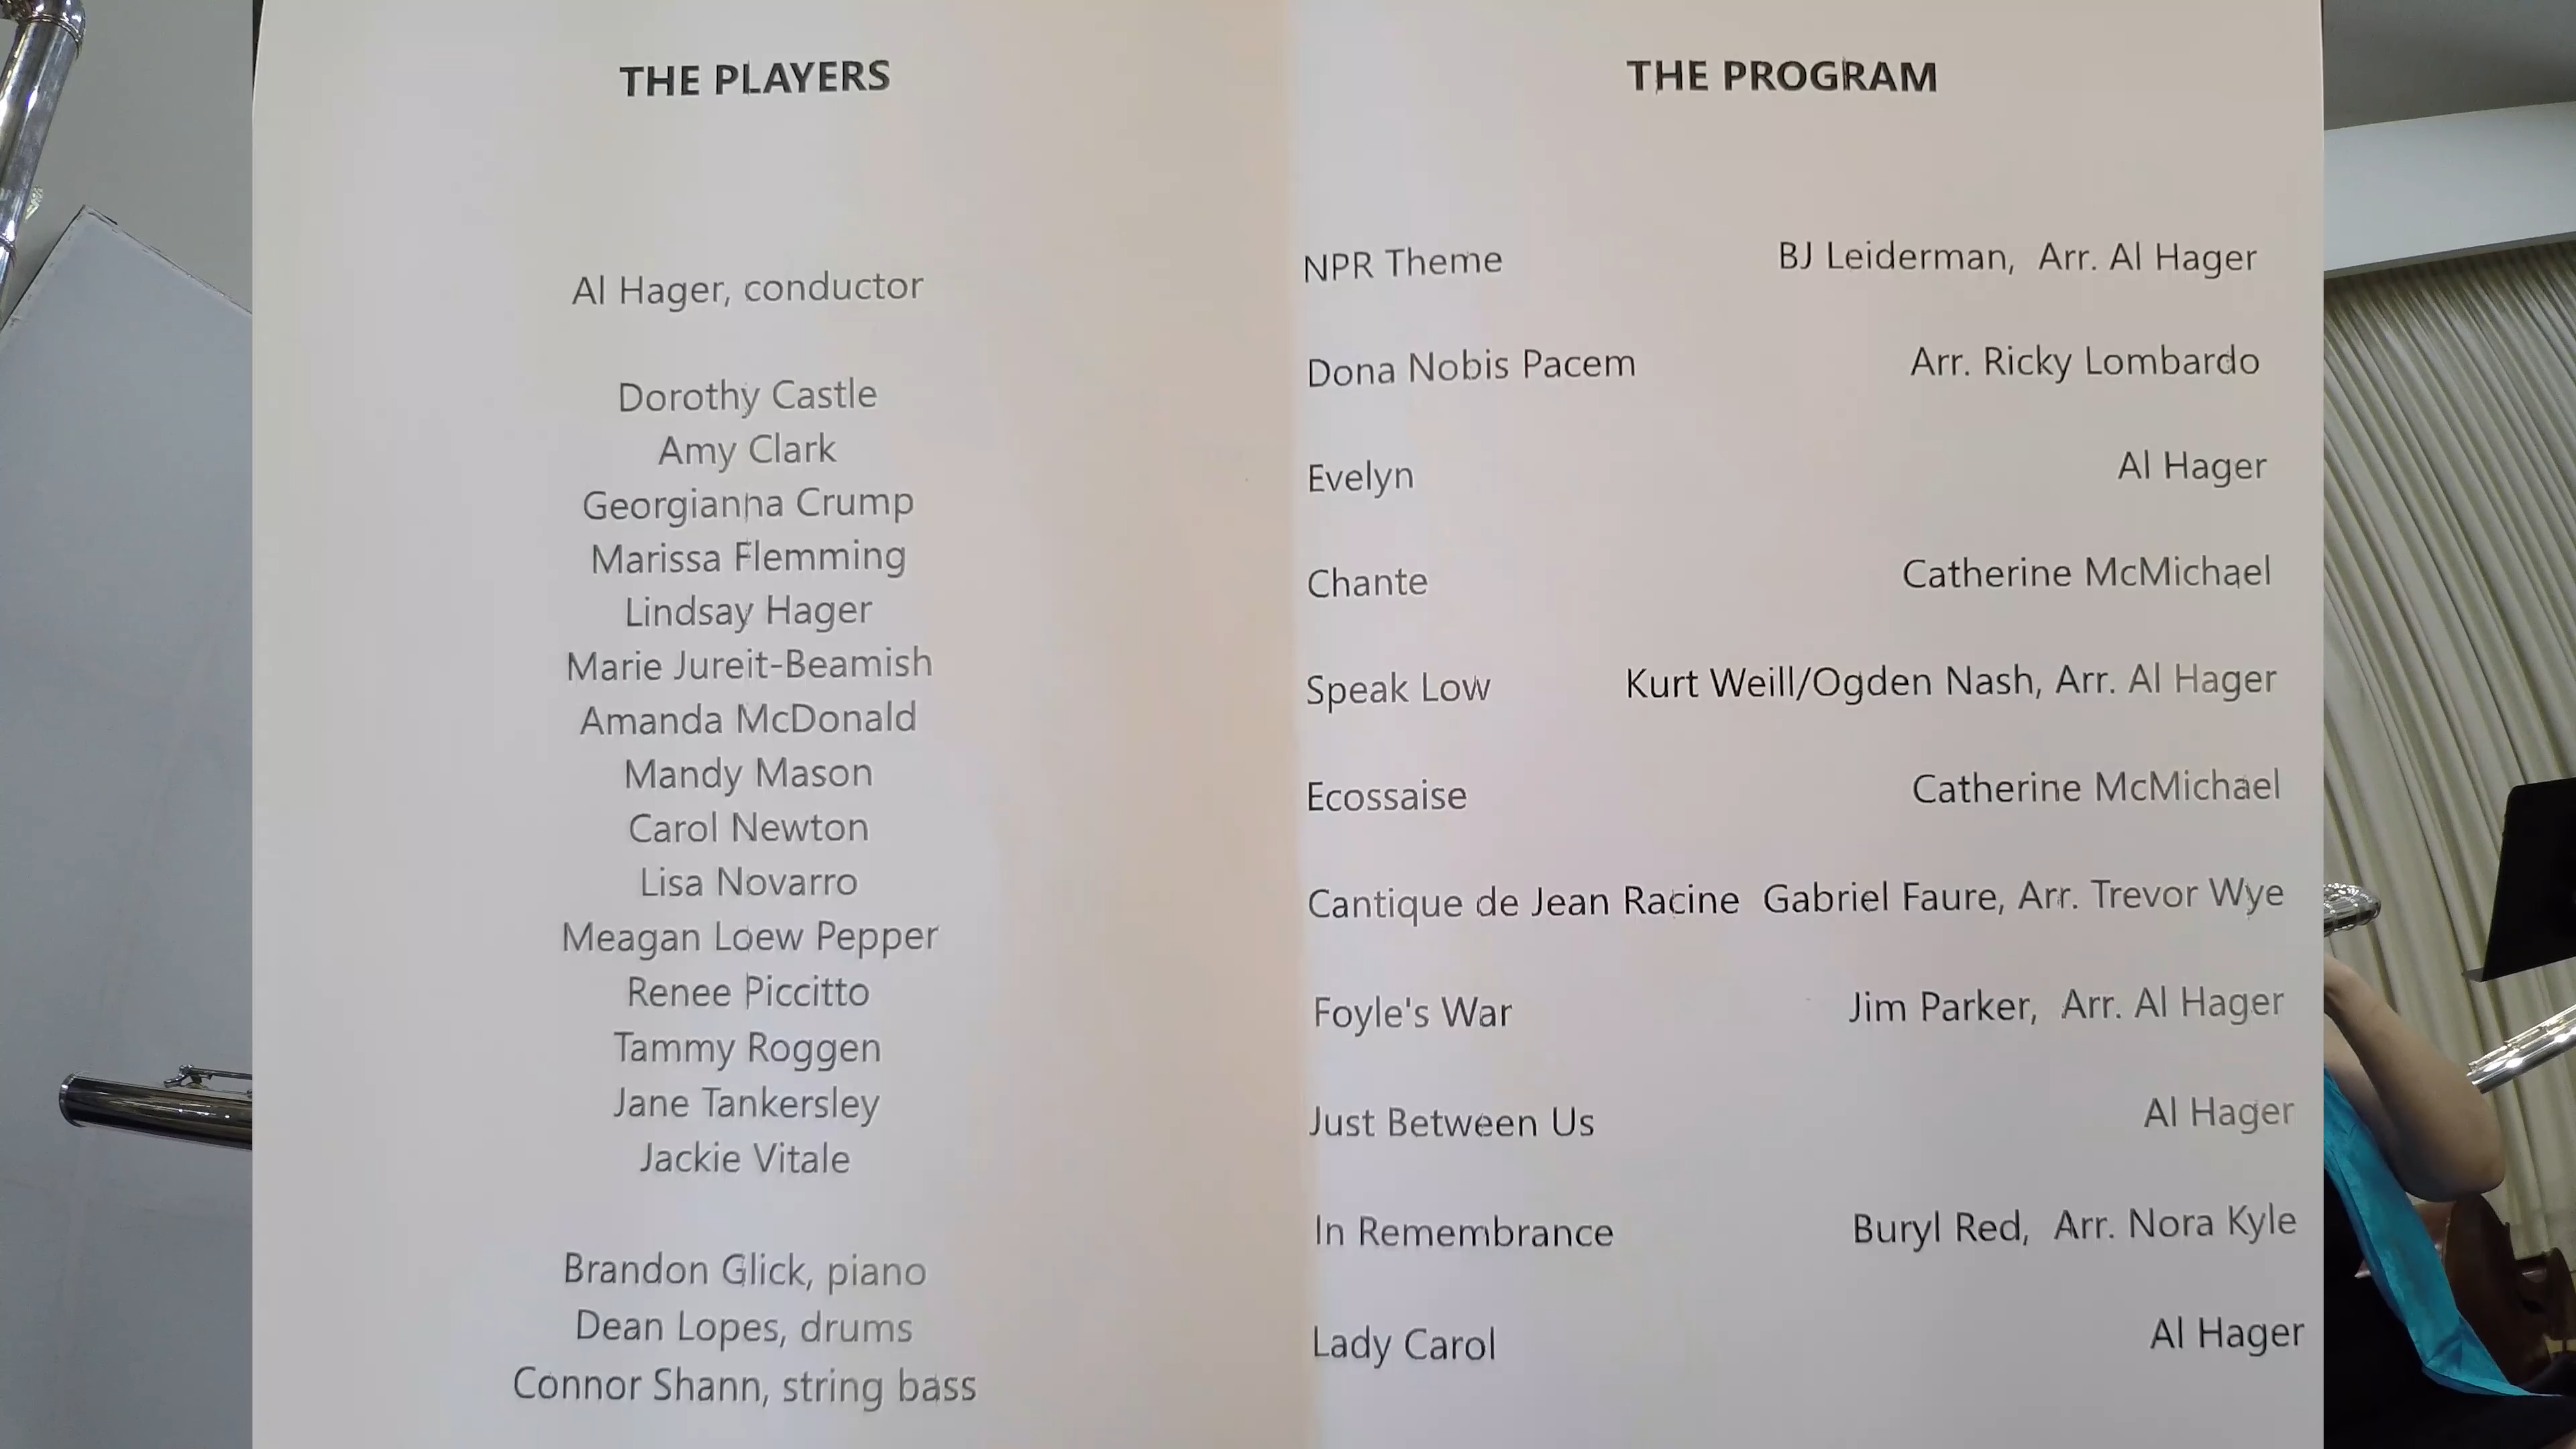 THE PLAYERS
Al Hager, conductor
Dorothy Castle
Amy Clark
Georgianna Crump
Marissa Flemming
Lindsay Hager
Marie Jureit-Beamish
Amanda McDonald
Mandy Mason
Carol Newton
Lisa Novarro
Meagan Loew Pepper
Renee Piccitto
Tammy Roggen
Jane Tankersley
Jackie Vitale
Brandon Glick, piano
Dean Lopes, drums
Connor Shann, string bass
THE PROGRAM
NPR Theme BJ Leiderman, Arr. Al Hager
Dona Nobis Pacem Arr. Ricky Lombardo
Evelyn Al Hager
Chante Catherine McMichael
Speak Low Kurt Weill/Ogden Nash, Arr. Al Hager
Ecossaise Catherine McMichael
Cantique de Jean Racine Gabriel Faure, Arr. Trevor Wye
Foyle's War Jim Parker, Arr. Al Hager
Just Between Us Al Hager
In Remembrance Buryl Red, Arr. Nora Kyle
Lady Carol Al Hager